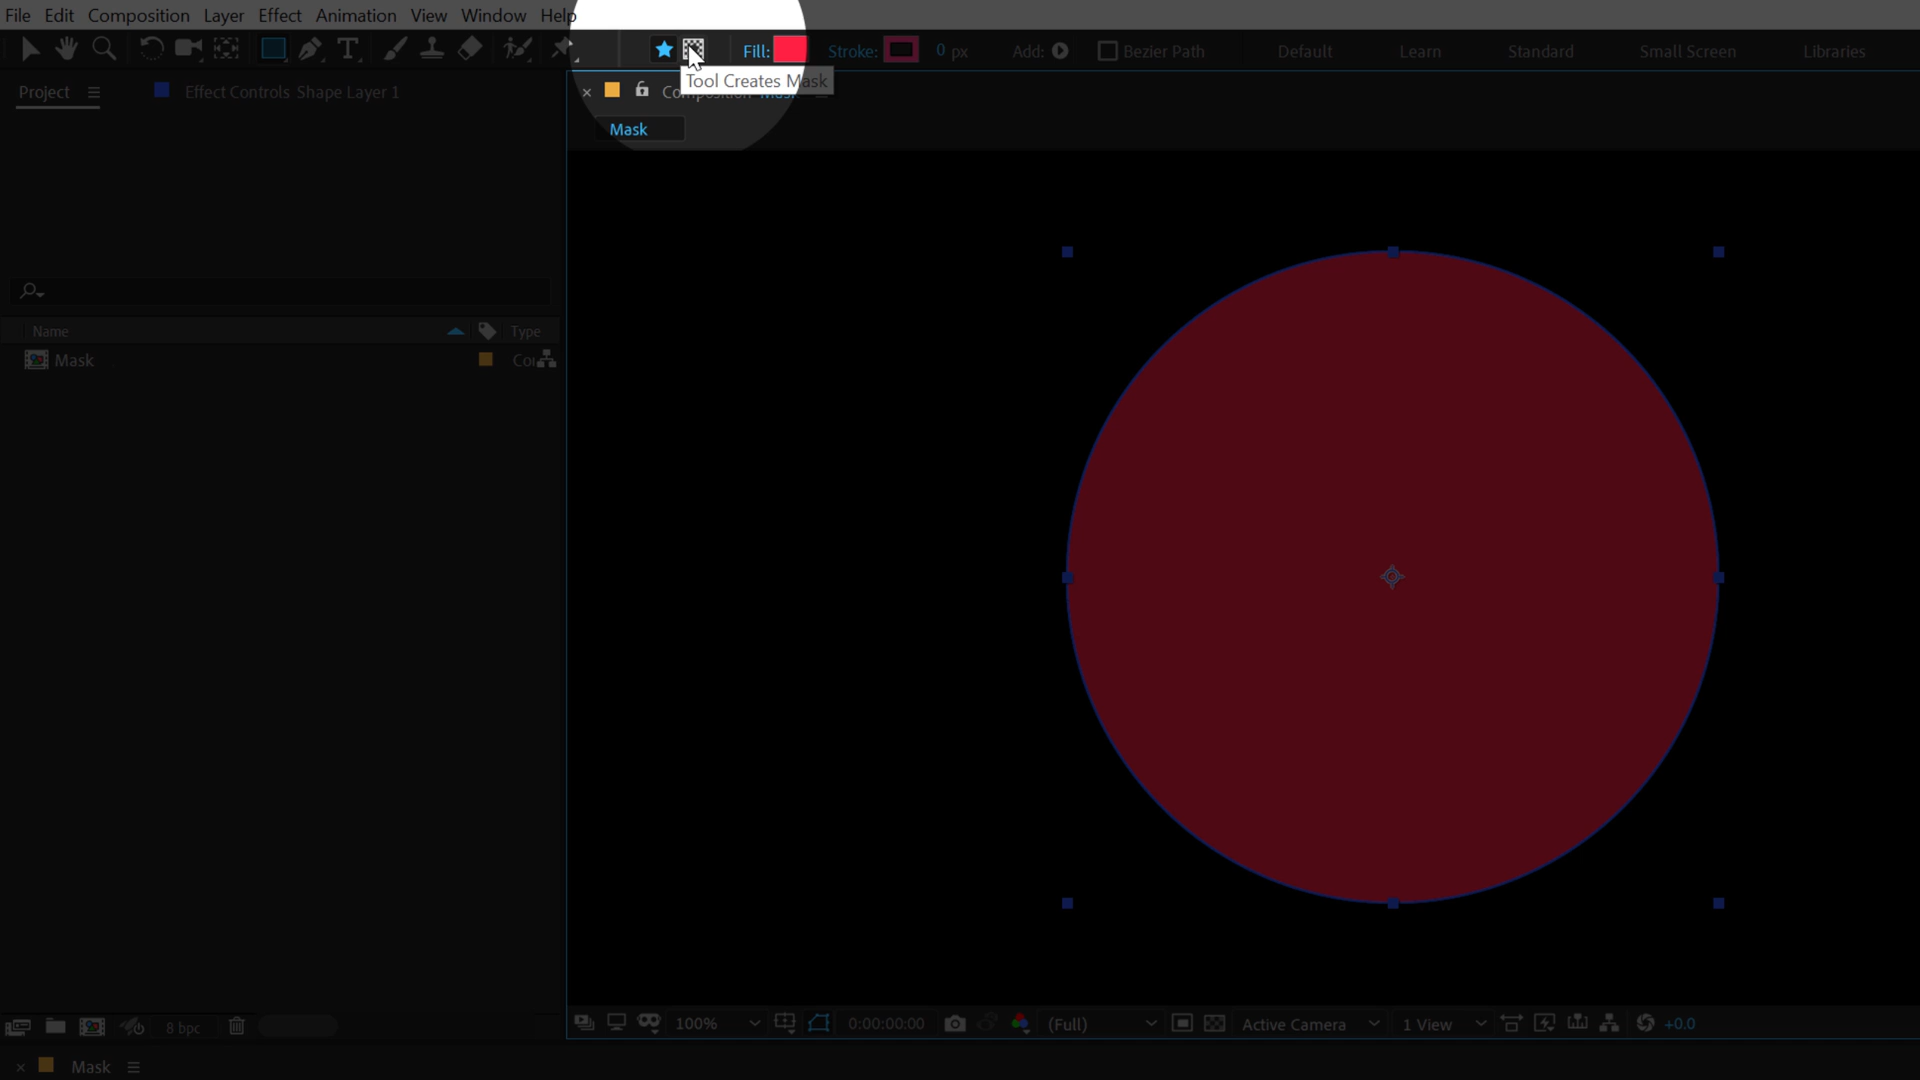 File Edit Composition Layer Effect Animation View Window Help
Fill: Stroke: 0 px Add: Bezier Path Default Learn Standard Small Screen Libraries
Tool Creates Mask
Project Effect Controls Shape Layer 1
Mask
Name Type
Mask
8 bpc 100% 0:00:00:00 (Full) Active Camera 1 View +0.0
Mask